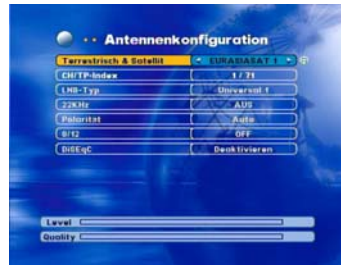 Antennenkonfiguration
Terrestrisch & Satellit EURASIASAT 1
CH/TP-Index 1 / 71
LNB-Typ Universal 1
22KHz AUS
Polarität Auto
0/12 OFF
DiSEqC Deaktivieren
Level
Quality